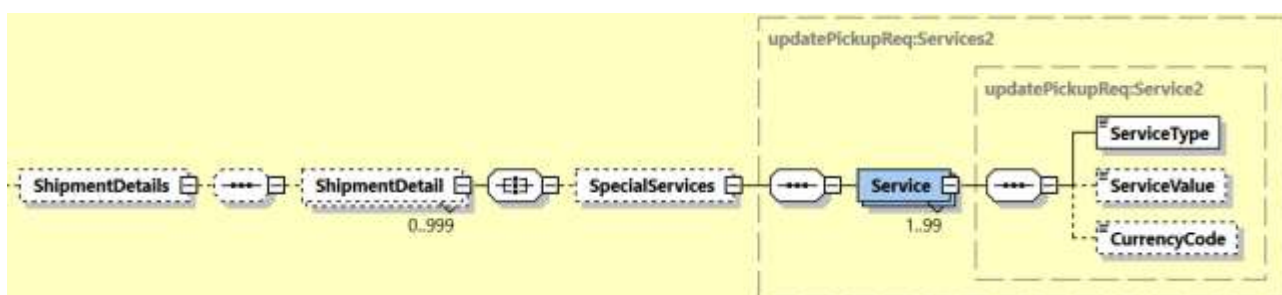 updatePickupReq:Services2
updatePickupReq:Service2
ServiceType
ShipmentDetails
ShipmentDetail
SpecialServices
Service
ServiceValue
0..999
1..99
CurrencyCode